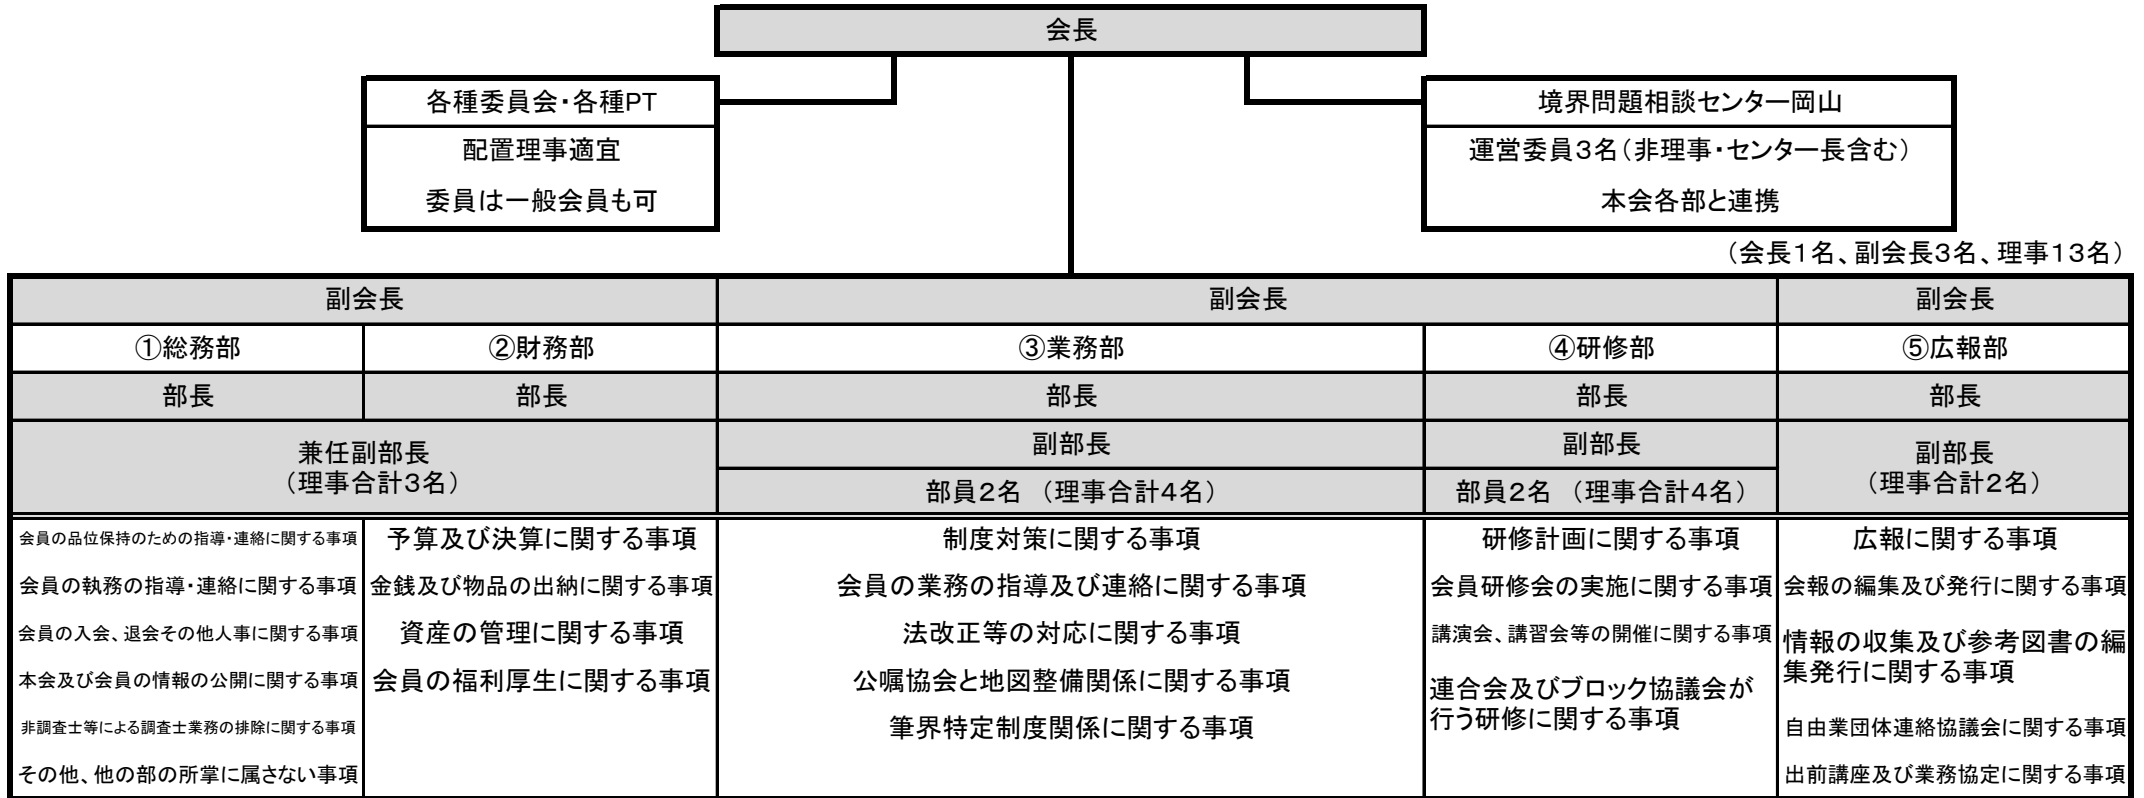 会長
各種委員会・各種PT
配置理事適宜
委員は一般会員も可
境界問題相談センター岡山
運営委員3名（非理事・センター長含む）
本会各部と連携
（会長1名、副会長3名、理事13名）
副会長
副会長
副会長
①総務部
②財務部
③業務部
④研修部
⑤広報部
部長
部長
部長
部長
部長
兼任副部長
（理事合計3名）
副部長
部員2名 （理事合計4名）
副部長
部員2名 （理事合計4名）
副部長
（理事合計2名）
会員の品位保持のための指導・連絡に関する事項
会員の執務の指導・連絡に関する事項
会員の入会、退会その他人事に関する事項
本会及び会員の情報の公開に関する事項
非調査士等による調査士業務の排除に関する事項
その他、他の部の所掌に属さない事項
予算及び決算に関する事項
金銭及び物品の出納に関する事項
資産の管理に関する事項
会員の福利厚生に関する事項
制度対策に関する事項
会員の業務の指導及び連絡に関する事項
法改正等の対応に関する事項
公嘱協会と地図整備関係に関する事項
筆界特定制度関係に関する事項
研修計画に関する事項
会員研修会の実施に関する事項
講演会、講習会等の開催に関する事項
連合会及びブロック協議会が
行う研修に関する事項
広報に関する事項
会報の編集及び発行に関する事項
情報の収集及び参考図書の編
集発行に関する事項
自由業団体連絡協議会に関する事項
出前講座及び業務協定に関する事項